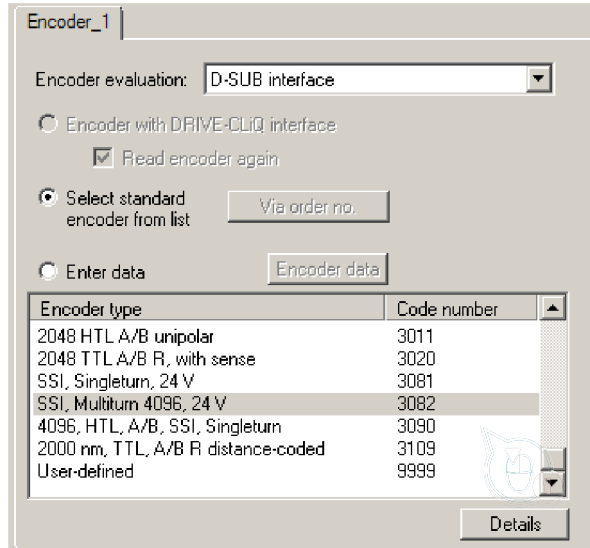 Encoder_1
Encoder evaluation: D-SUB interface
Encoder with DRIVE-CLiQ interface
Read encoder again
Select standard
encoder from list
Via order no.
Enter data
Encoder data
Encoder type Code number
2048 HTL A/B unipolar 3011
2048 TTL A/B R, with sense 3020
SSI, Singleturn, 24 V 3081
SSI, Multiturn 4096, 24 V 3082
4096, HTL, A/B, SSI, Singleturn 3090
2000 nm, TTL, A/B R distance-coded 3109
User-defined 9999
Details